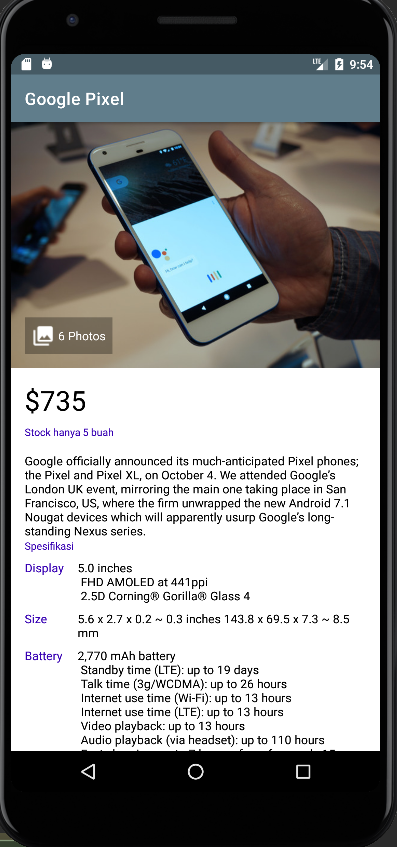 LTE 9:54
Google Pixel
6 Photos
$735
Stock hanya 5 buah
Google officially announced its much-anticipated Pixel phones;
the Pixel and Pixel XL, on October 4. We attended Google's
London UK event, mirroring the main one taking place in San
Francisco, US, where the firm unwrapped the new Android 7.1
Nougat devices which will apparently usurp Google's long-
standing Nexus series.
Spesifikasi
Display 5.0 inches
FHD AMOLED at 441ppi
2.5D Corning® Gorilla® Glass 4
Size 5.6 x 2.7 x 0.2 ~ 0.3 inches 143.8 x 69.5 x 7.3 ~ 8.5
mm
Battery 2,770 mAh battery
Standby time (LTE): up to 19 days
Talk time (3g/WCDMA): up to 26 hours
Internet use time (Wi-Fi): up to 13 hours
Internet use time (LTE): up to 13 hours
Video playback: up to 13 hours
Audio playback (via headset): up to 110 hours